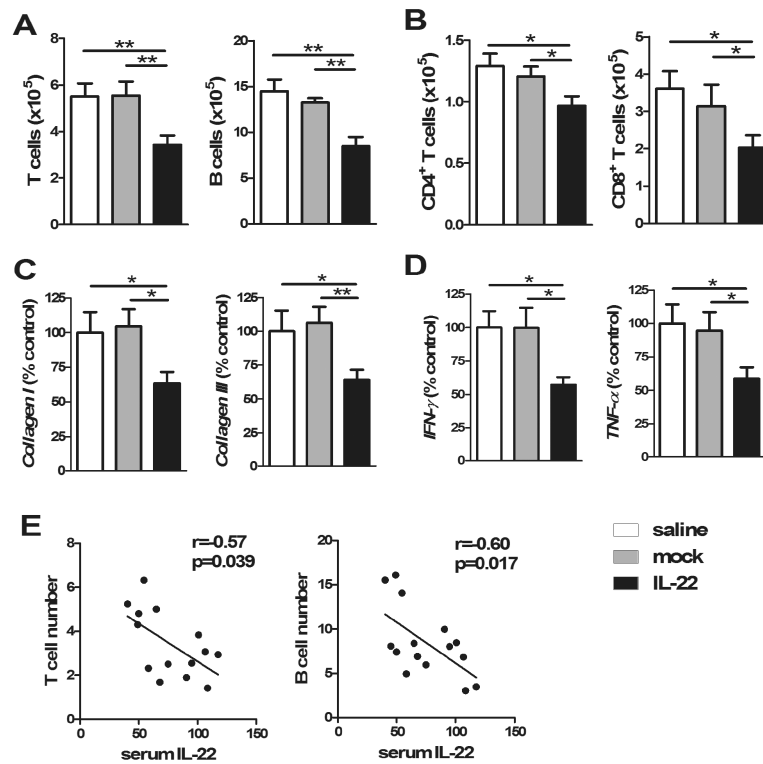 A
T cells (x10⁵)
8
6
4
2
0
**
**
B cells (x10⁵)
20
15
10
5
0
**
**
B
CD4⁺ T cells (x10⁵)
1.5
1.0
0.5
0.0
*
*
CD8⁺ T cells (x10⁵)
5
4
3
2
1
0
*
*
C
Collagen I (% control)
125
100
75
50
25
0
*
*
Collagen III (% control)
125
100
75
50
25
0
*
**
D
IFN-γ (% control)
125
100
75
50
25
0
*
*
TNF-α (% control)
125
100
75
50
25
0
*
*
E
T cell number
8
6
4
2
0
r=-0.57
p=0.039
0 50 100 150
serum IL-22
B cell number
20
15
10
5
0
r=-0.60
p=0.017
0 50 100 150
serum IL-22
saline
mock
IL-22